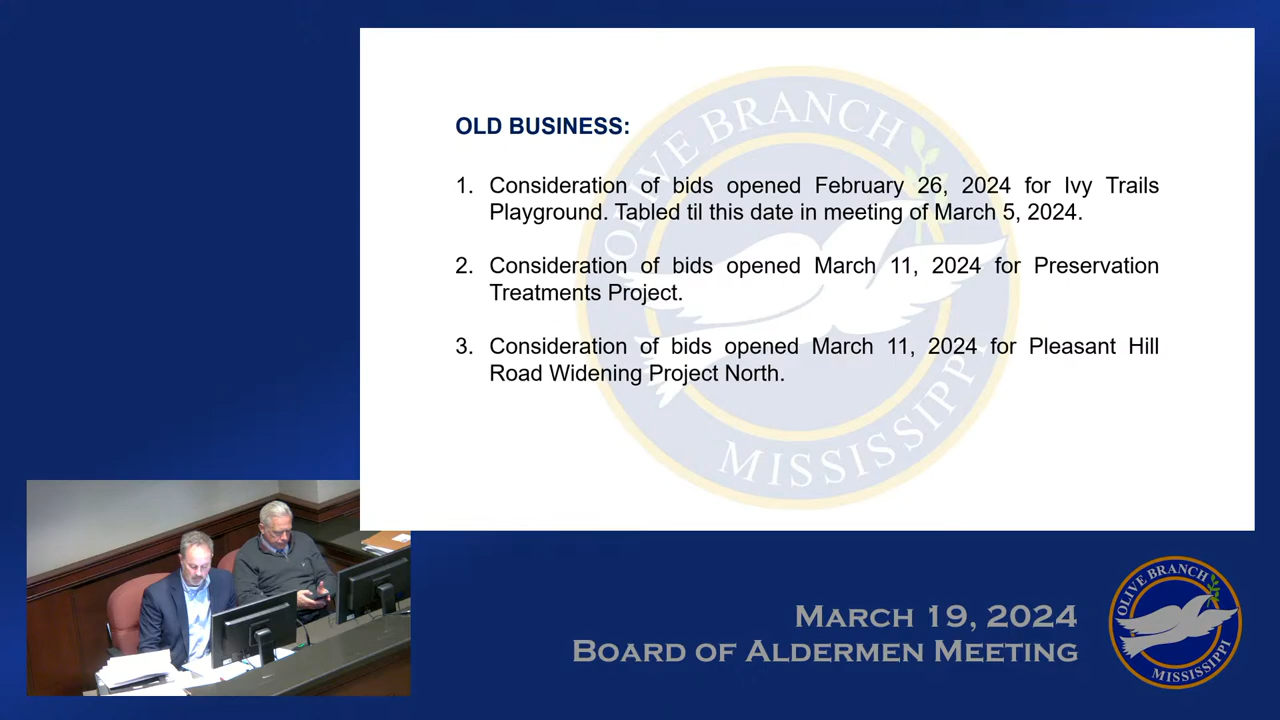 OLD BUSINESS:
1. Consideration of bids opened February 26, 2024 for Ivy Trails
Playground. Tabled til this date in meeting of March 5, 2024.
2. Consideration of bids opened March 11, 2024 for Preservation
Treatments Project.
3. Consideration of bids opened March 11, 2024 for Pleasant Hill
Road Widening Project North.
OLIVE BRANCH
MISSISSIPPI
MARCH 19, 2024
BOARD OF ALDERMEN MEETING
OLIVE BRANCH
MISSISSIPPI